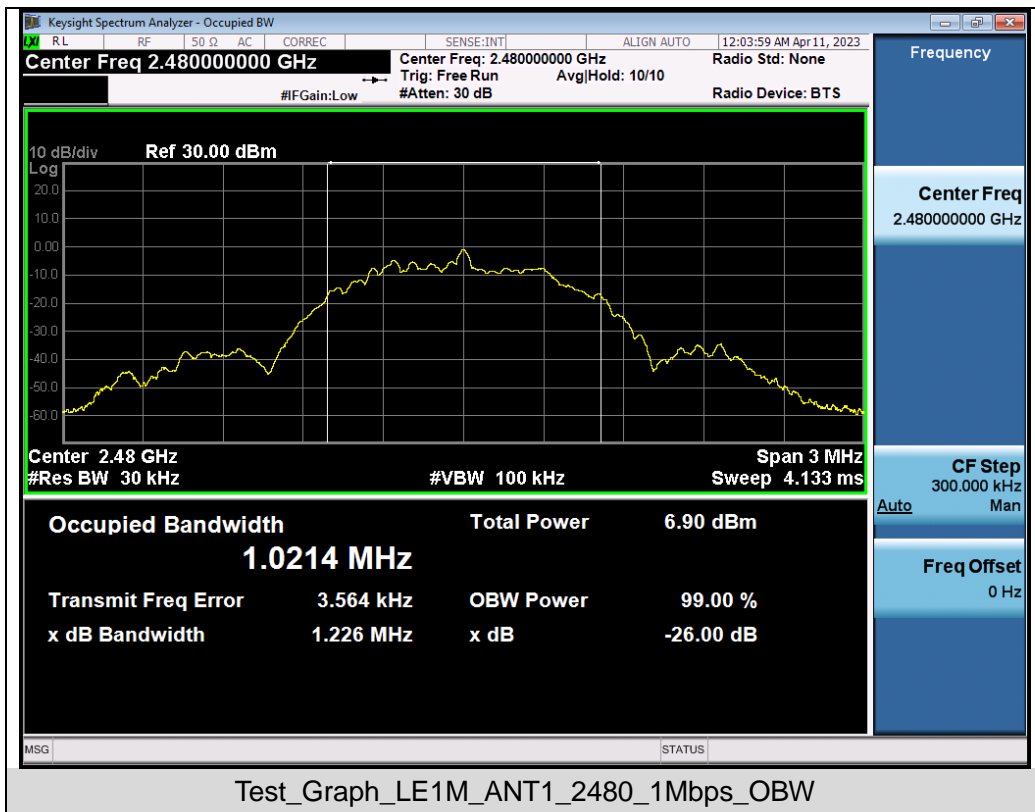 Keysight Spectrum Analyzer - Occupied BW
LXI RL RF 50 Ω AC CORREC SENSE:INT ALIGN AUTO 12:03:59 AM Apr 11, 2023
Center Freq 2.480000000 GHz
Center Freq: 2.480000000 GHz
Radio Std: None
Trig: Free Run Avg|Hold: 10/10
#IFGain:Low #Atten: 30 dB Radio Device: BTS
10 dB/div Ref 30.00 dBm
Log
20.0
10.0
0.00
-10.0
-20.0
-30.0
-40.0
-50.0
-60.0
Center 2.48 GHz Span 3 MHz
#Res BW 30 kHz #VBW 100 kHz Sweep 4.133 ms
Occupied Bandwidth Total Power 6.90 dBm
1.0214 MHz
Transmit Freq Error 3.564 kHz OBW Power 99.00 %
x dB Bandwidth 1.226 MHz x dB -26.00 dB
MSG STATUS
Frequency
Center Freq
2.480000000 GHz
CF Step
300.000 kHz
Auto Man
Freq Offset
0 Hz
Test_Graph_LE1M_ANT1_2480_1Mbps_OBW